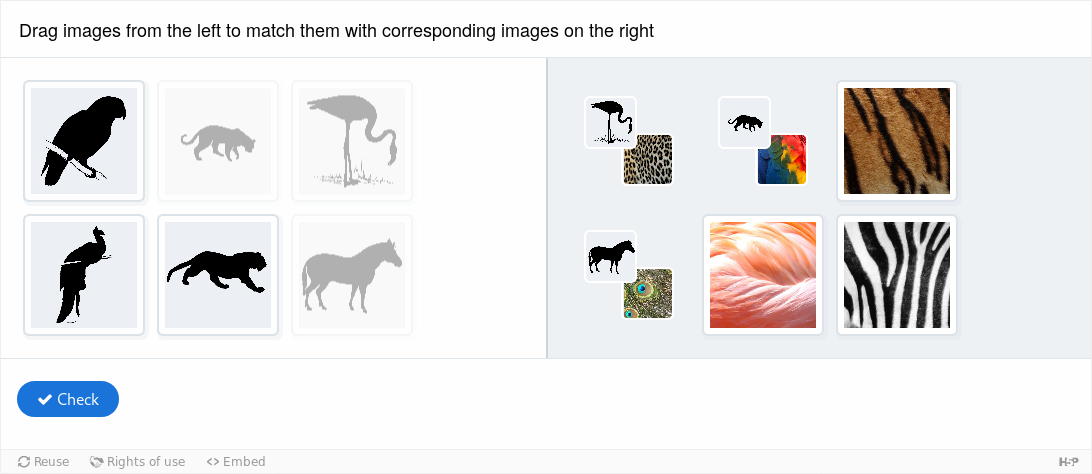 Drag images from the left to match them with corresponding images on the right
Check
Reuse
Rights of use
Embed
H5P